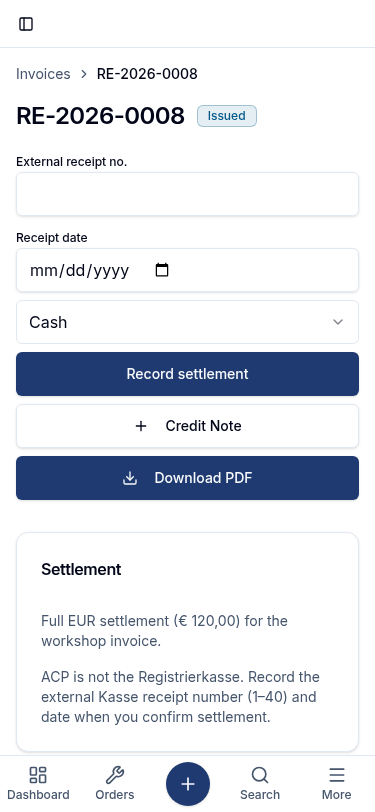 Invoices > RE-2026-0008
RE-2026-0008 Issued
External receipt no.
Receipt date
mm/dd/yyyy
Cash
Record settlement
+ Credit Note
Download PDF
Settlement
Full EUR settlement (€ 120,00) for the
workshop invoice.
ACP is not the Registrierkasse. Record the
external Kasse receipt number (1–40) and
date when you confirm settlement.
Dashboard Orders + Search More